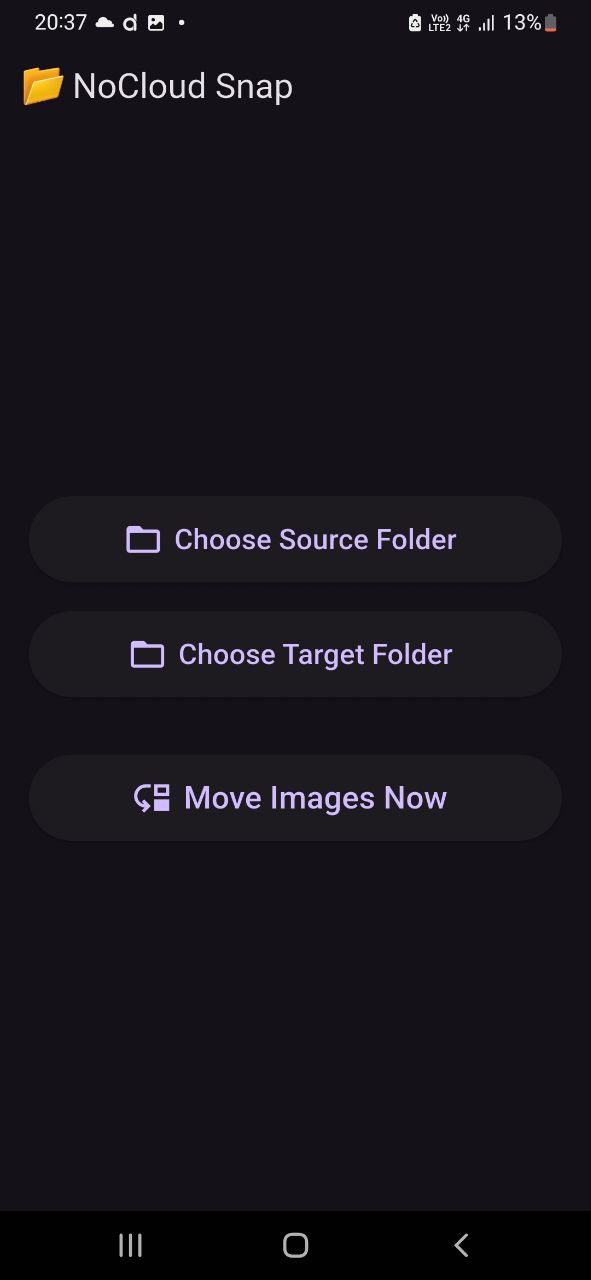 20:37 Vo)) LTE2 4G 13%
NoCloud Snap
Choose Source Folder
Choose Target Folder
Move Images Now